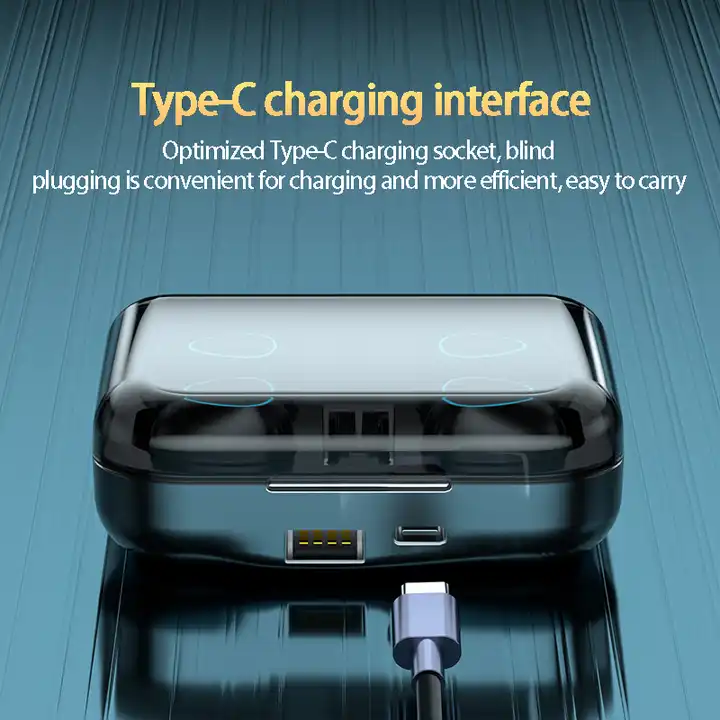 Type-C charging interface
Optimized Type-C charging socket, blind
plugging is convenient for charging and more efficient, easy to carry